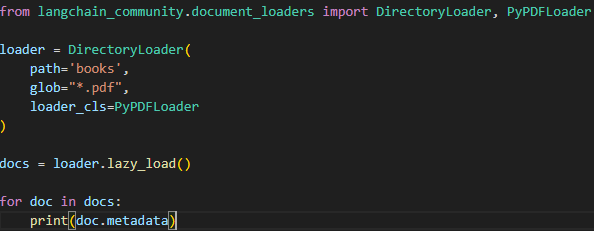 from langchain_community.document_loaders import DirectoryLoader, PyPDFLoader
loader = DirectoryLoader(
    path='books',
    glob="*.pdf",
    loader_cls=PyPDFLoader
)
docs = loader.lazy_load()
for doc in docs:
    print(doc.metadata)